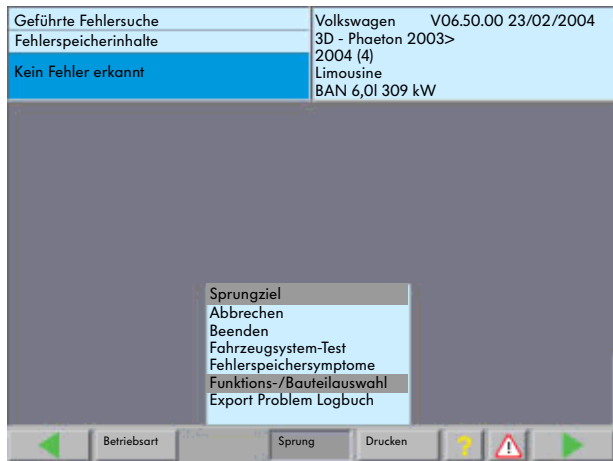 Geführte Fehlersuche
Fehlerspeicherinhalte
Kein Fehler erkannt
Volkswagen V06.50.00 23/02/2004
3D - Phaeton 2003>
2004 (4)
Limousine
BAN 6,0l 309 kW
Sprungziel
Abbrechen
Beenden
Fahrzeugsystem-Test
Fehlerspeichersymptome
Funktions-/Bauteilauswahl
Export Problem Logbuch
Betriebsart Sprung Drucken ?